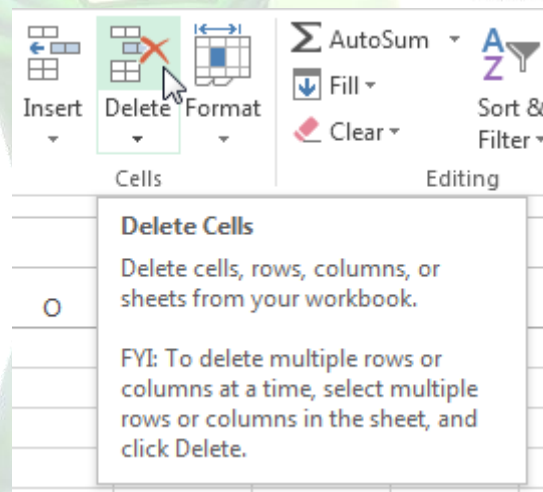 AutoSum
Fill
Clear
Insert Delete Format
Sort &
Filter
Cells
Editing
Delete Cells
Delete cells, rows, columns, or
sheets from your workbook.
O
FYI: To delete multiple rows or
columns at a time, select multiple
rows or columns in the sheet, and
click Delete.